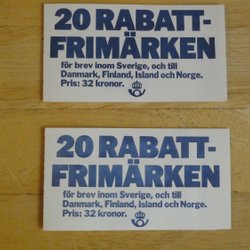 20 RABATT-
FRIMÄRKEN
för brev inom Sverige, och till
Danmark, Finland, Island och Norge.
Pris: 32 kronor.
20 RABATT-
FRIMÄRKEN
för brev inom Sverige, och till
Danmark, Finland, Island och Norge.
Pris: 32 kronor.